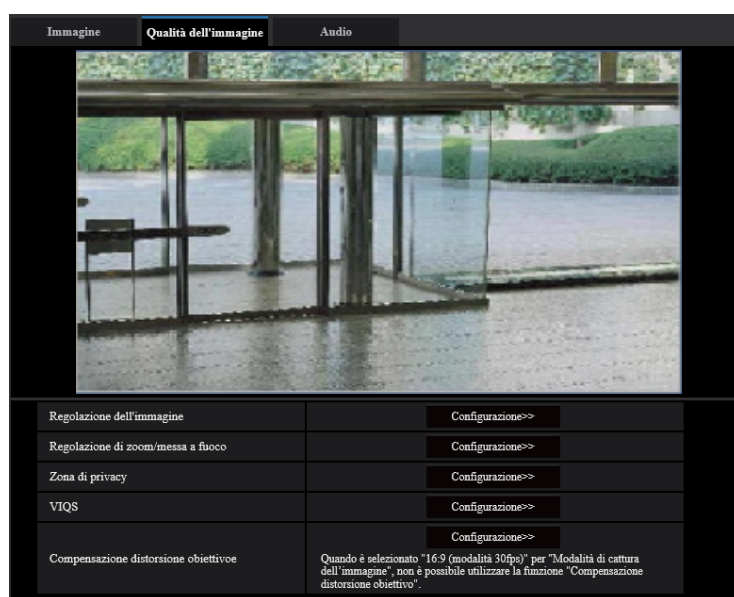 Immagine Qualità dell'immagine Audio
Regolazione dell'immagine Configurazione>>
Regolazione di zoom/messa a fuoco Configurazione>>
Zona di privacy Configurazione>>
VIQS Configurazione>>
Configurazione>>
Compensazione distorsione obiettivoe
Quando è selezionato "16:9 (modalità 30fps)" per "Modalità di cattura
dell'immagine", non è possibile utilizzare la funzione "Compensazione
distorsione obiettivo".